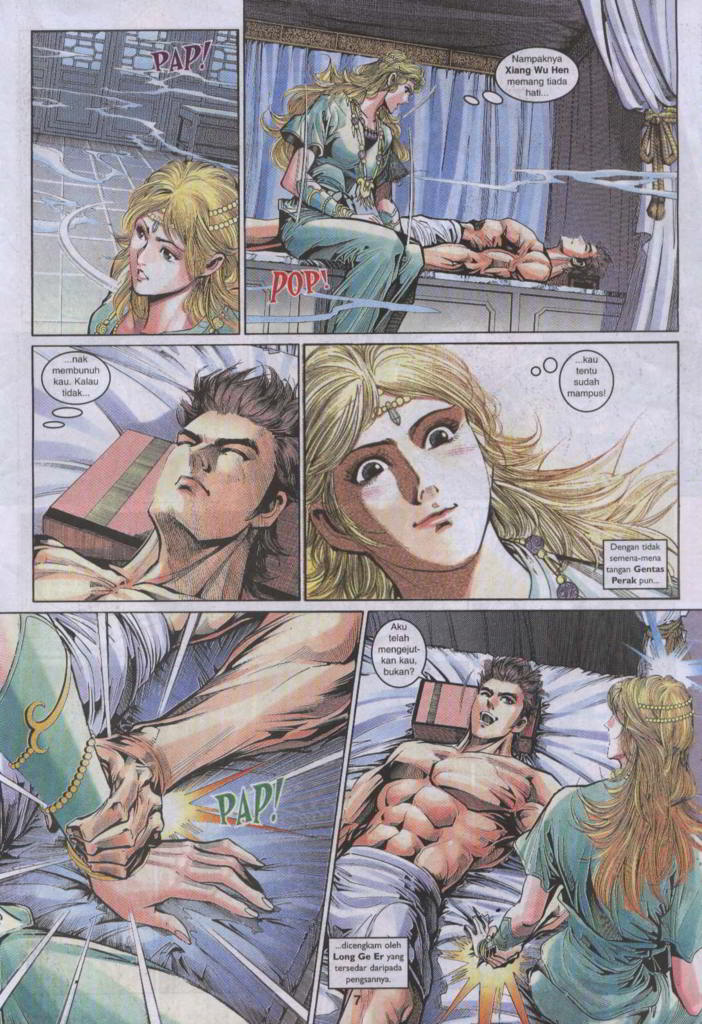 PAP!
Nampaknya
Xiang Wu Hen
memang tiada
hati...
POP!
...nak
membunuh
kau. Kalau
tidak...
...kau
tentu
sudah
mampus!
Dengan tidak
semena-mena
tangan Gentas
Perak pun...
PAP!
Aku
telah
mengejut-
kan kau,
bukan?
...dicengkam oleh
Long Ge Er yang
tersedar daripada
pengsannya.
7